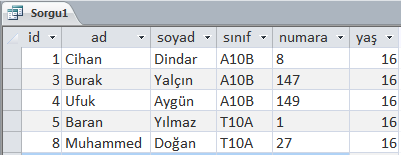 Sorgu1
id ad soyad sınıf numara yaş
1 Cihan Dindar A10B 8 16
3 Burak Yalçın A10B 147 16
4 Ufuk Aygün A10B 149 16
5 Baran Yılmaz T10A 1 16
8 Muhammed Doğan T10A 27 16